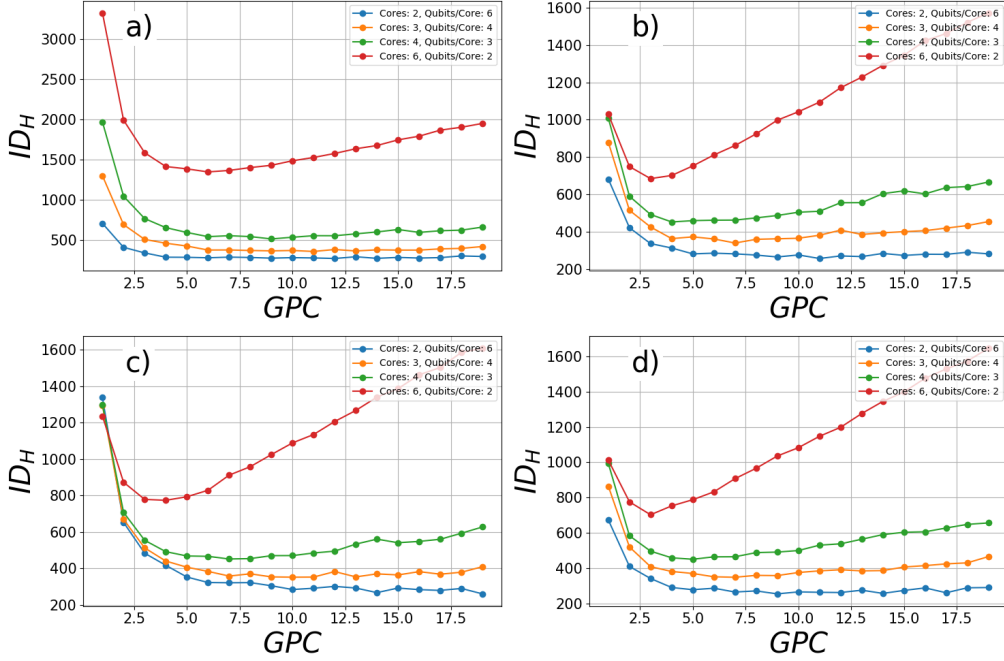 a)
Cores: 2, Qubits/Core: 6
Cores: 3, Qubits/Core: 4
Cores: 4, Qubits/Core: 3
Cores: 6, Qubits/Core: 2
3000
2500
2000
1500
1000
500
ID_H
2.5 5.0 7.5 10.0 12.5 15.0 17.5
GPC
b)
Cores: 2, Qubits/Core: 6
Cores: 3, Qubits/Core: 4
Cores: 4, Qubits/Core: 3
Cores: 6, Qubits/Core: 2
1600
1400
1200
1000
800
600
400
200
ID_H
2.5 5.0 7.5 10.0 12.5 15.0 17.5
GPC
c)
Cores: 2, Qubits/Core: 6
Cores: 3, Qubits/Core: 4
Cores: 4, Qubits/Core: 3
Cores: 6, Qubits/Core: 2
1600
1400
1200
1000
800
600
400
200
ID_H
2.5 5.0 7.5 10.0 12.5 15.0 17.5
GPC
d)
Cores: 2, Qubits/Core: 6
Cores: 3, Qubits/Core: 4
Cores: 4, Qubits/Core: 3
Cores: 6, Qubits/Core: 2
1600
1400
1200
1000
800
600
400
200
ID_H
2.5 5.0 7.5 10.0 12.5 15.0 17.5
GPC